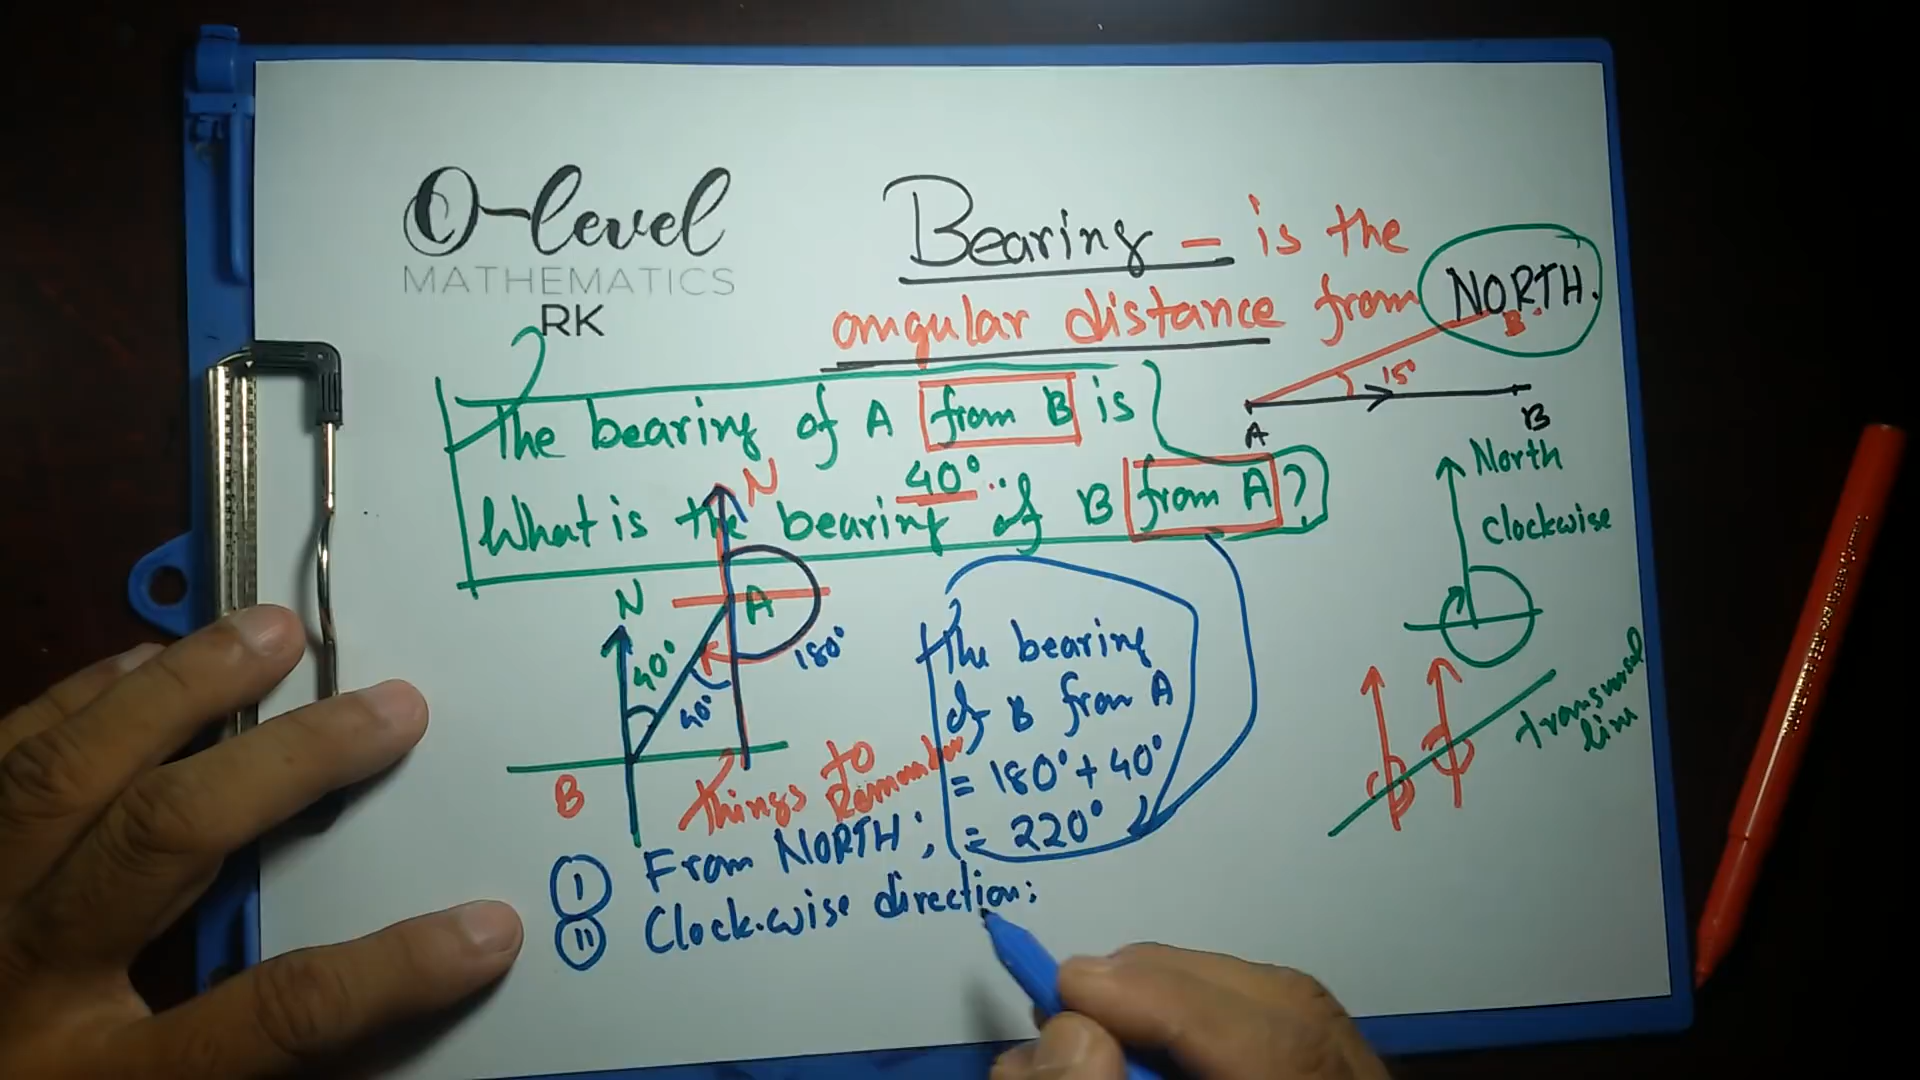 O-level
MATHEMATICS
RK
Bearing - is the
angular distance from NORTH.
B
15°
A
B
The bearing of A from B is
40°
What is the bearing of B from A?
N
North
Clockwise
N
A
40°
180°
40°
B
The bearing
of B from A
= 180° + 40°
= 220°
transversal
line
Things to
Remember
I From NORTH;
II Clock.wise direction;